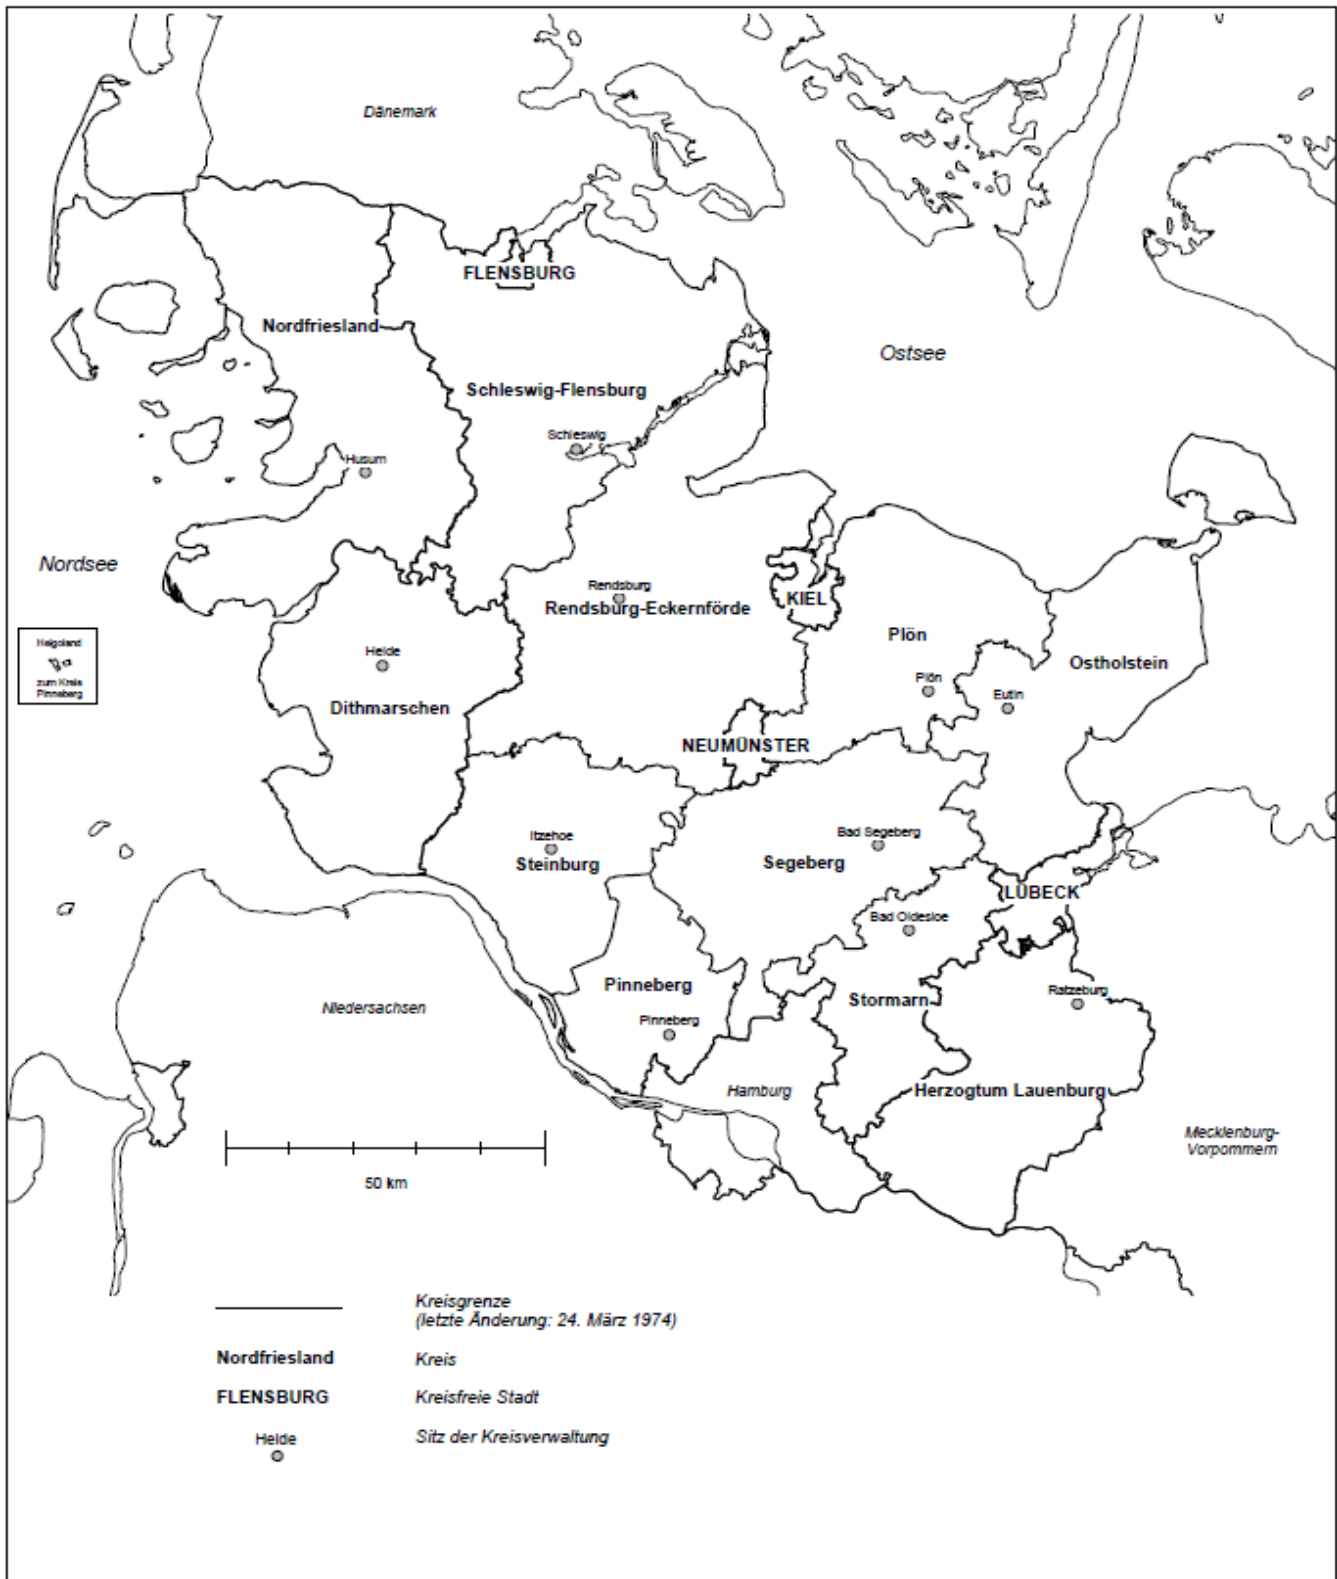 Dänemark
FLENSBURG
Nordfriesland
Ostsee
Schleswig-Flensburg
Schleswig
Husum
Nordsee
Rendsburg
Rendsburg-Eckernförde
KIEL
Plön
Helgoland
zum Kreis
Pinneberg
Heide
Ostholstein
Plön
Eutin
Dithmarschen
NEUMÜNSTER
Itzehoe
Steinburg
Bad Segeberg
Segeberg
LÜBECK
Bad Oldesloe
Pinneberg
Stormarn
Ratzeburg
Niedersachsen
Pinneberg
Hamburg
Herzogtum Lauenburg
Mecklenburg-
Vorpommern
50 km
Kreisgrenze
(letzte Änderung: 24. März 1974)
Nordfriesland Kreis
FLENSBURG Kreisfreie Stadt
Heide Sitz der Kreisverwaltung